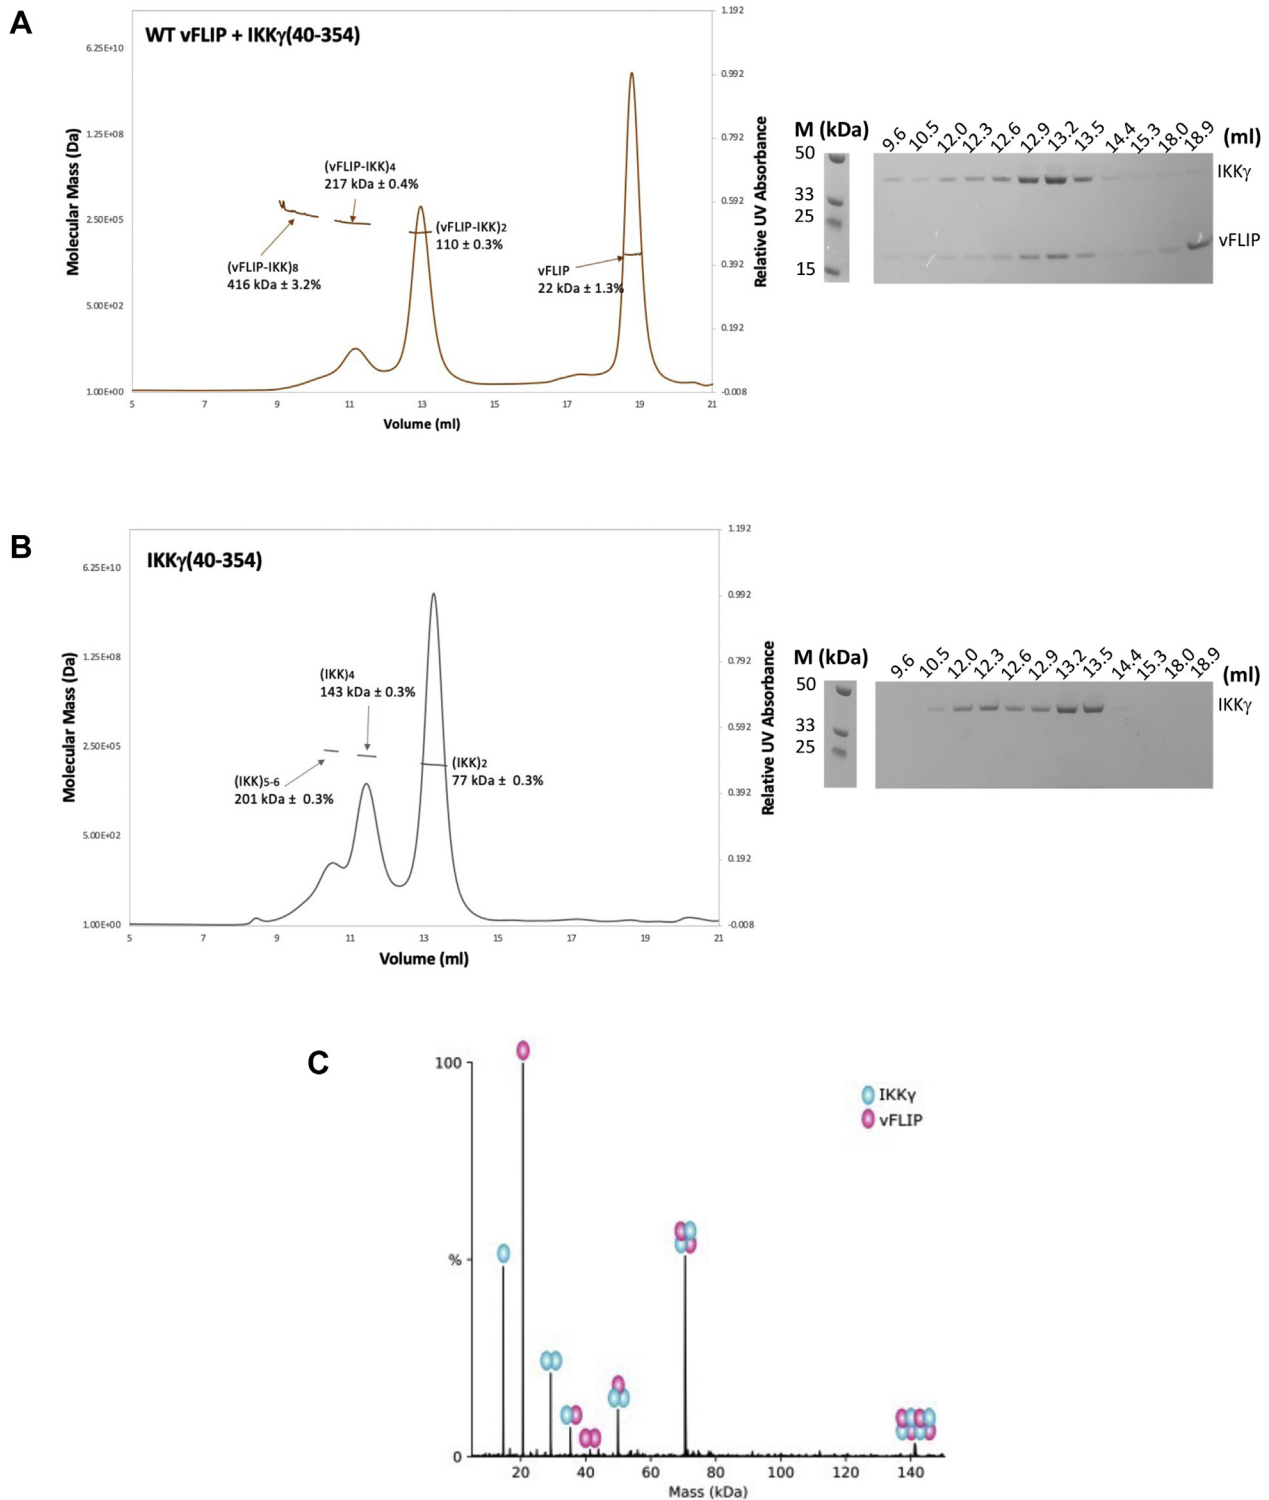 A
WT vFLIP + IKKγ(40-354)
Molecular Mass (Da)
6.25E+10
1.25E+08
2.50E+05
5.00E+02
1.00E+00
(vFLIP-IKK)4
217 kDa ± 0.4%
(vFLIP-IKK)2
110 ± 0.3%
(vFLIP-IKK)8
416 kDa ± 3.2%
vFLIP
22 kDa ± 1.3%
1.192
0.992
0.792
0.592
0.392
0.192
-0.008
Relative UV Absorbance
5 7 9 11 13 15 17 19 21
Volume (ml)
M (kDa)
9.6 10.5 12.0 12.3 12.6 12.9 13.2 13.5 14.4 15.3 18.0 18.9 (ml)
50
33
25
15
IKKγ
vFLIP
B
IKKγ(40-354)
Molecular Mass (Da)
6.25E+10
1.25E+08
2.50E+05
5.00E+02
1.00E+00
(IKK)4
143 kDa ± 0.3%
(IKK)2
77 kDa ± 0.3%
(IKK)5-6
201 kDa ± 0.3%
1.192
0.992
0.792
0.592
0.392
0.192
-0.008
Relative UV Absorbance
5 7 9 11 13 15 17 19 21
Volume (ml)
M (kDa)
9.6 10.5 12.0 12.3 12.6 12.9 13.2 13.5 14.4 15.3 18.0 18.9 (ml)
50
33
25
IKKγ
C
100
%
0
IKKγ
vFLIP
20 40 60 80 100 120 140
Mass (kDa)